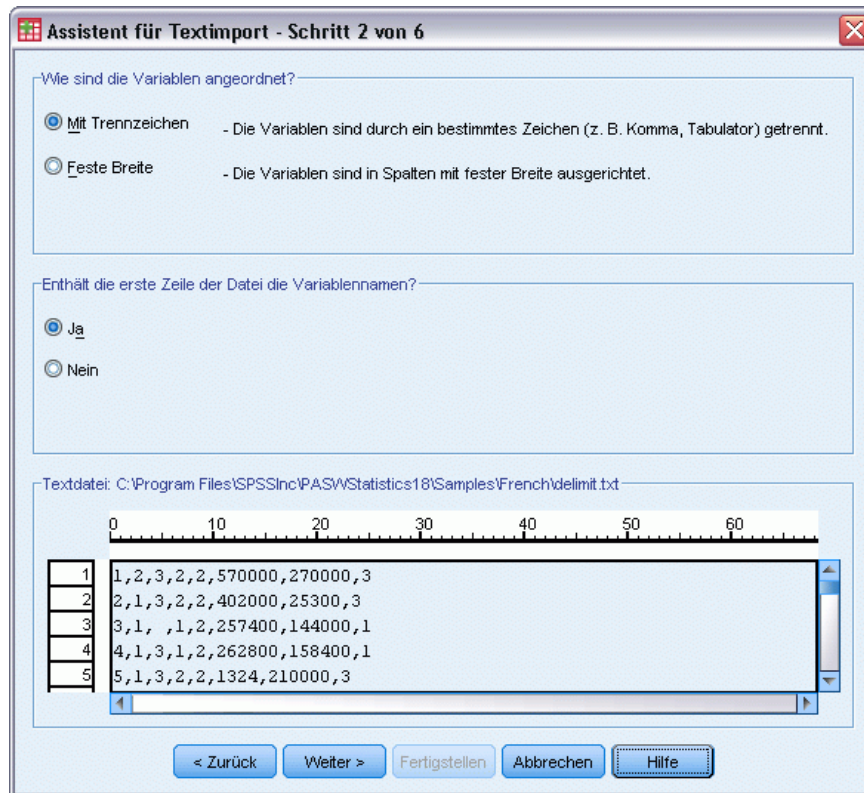 Assistent für Textimport - Schritt 2 von 6
Wie sind die Variablen angeordnet?
Mit Trennzeichen - Die Variablen sind durch ein bestimmtes Zeichen (z. B. Komma, Tabulator) getrennt.
Feste Breite - Die Variablen sind in Spalten mit fester Breite ausgerichtet.
Enthält die erste Zeile der Datei die Variablennamen?
Ja
Nein
Textdatei: C:\Program Files\SPSSInc\PASWStatistics18\Samples\French\delimit.txt
0 10 20 30 40 50 60
1 1,2,3,2,2,570000,270000,3
2 2,1,3,2,2,402000,25300,3
3 3,1, ,1,2,257400,144000,1
4 4,1,3,1,2,262800,158400,1
5 5,1,3,2,2,1324,210000,3
< Zurück Weiter > Fertigstellen Abbrechen Hilfe